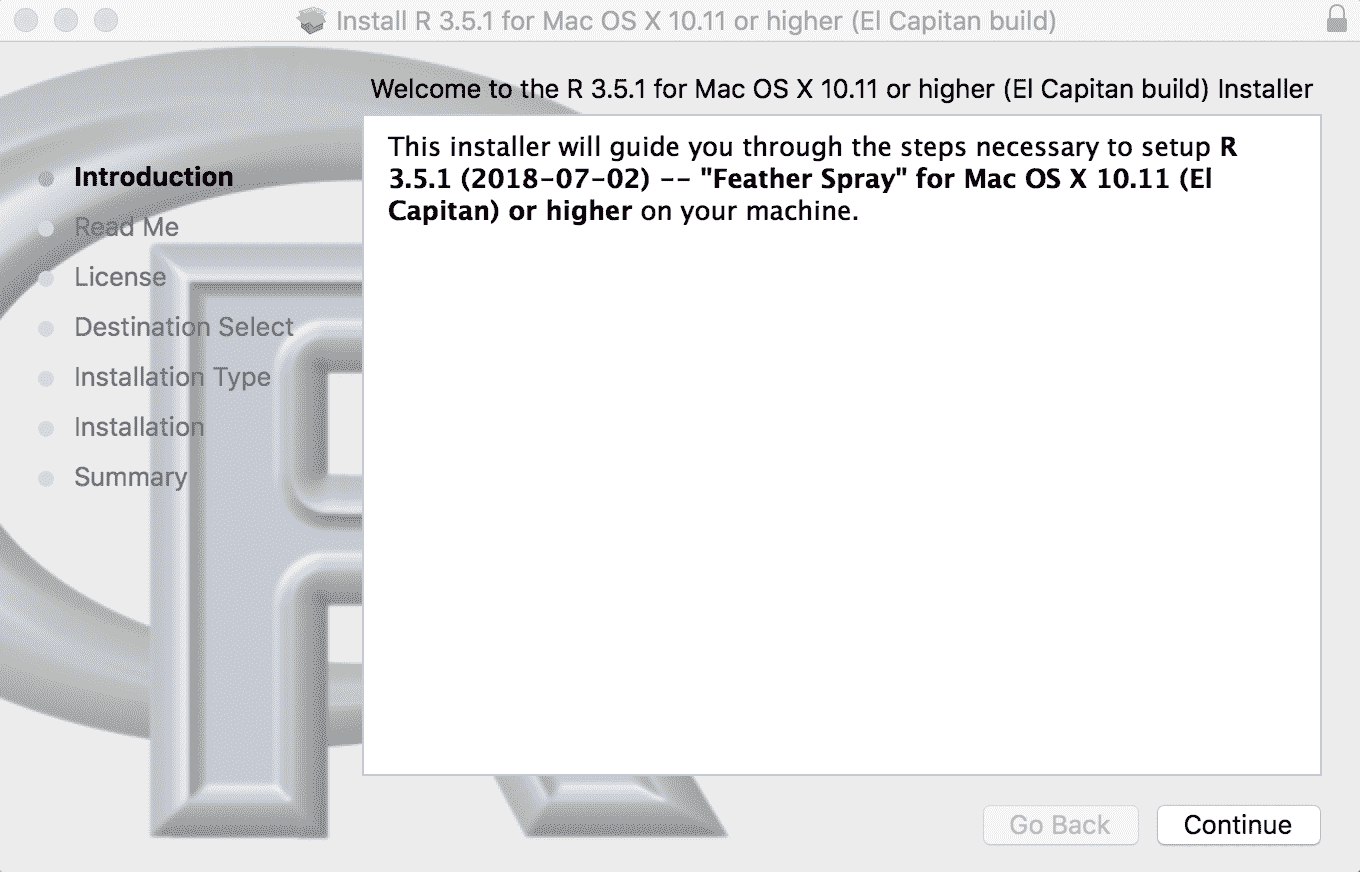 Install R 3.5.1 for Mac OS X 10.11 or higher (El Capitan build)
Welcome to the R 3.5.1 for Mac OS X 10.11 or higher (El Capitan build) Installer
Introduction
Read Me
License
Destination Select
Installation Type
Installation
Summary
This installer will guide you through the steps necessary to setup R
3.5.1 (2018-07-02) -- "Feather Spray" for Mac OS X 10.11 (El
Capitan) or higher on your machine.
Go Back
Continue